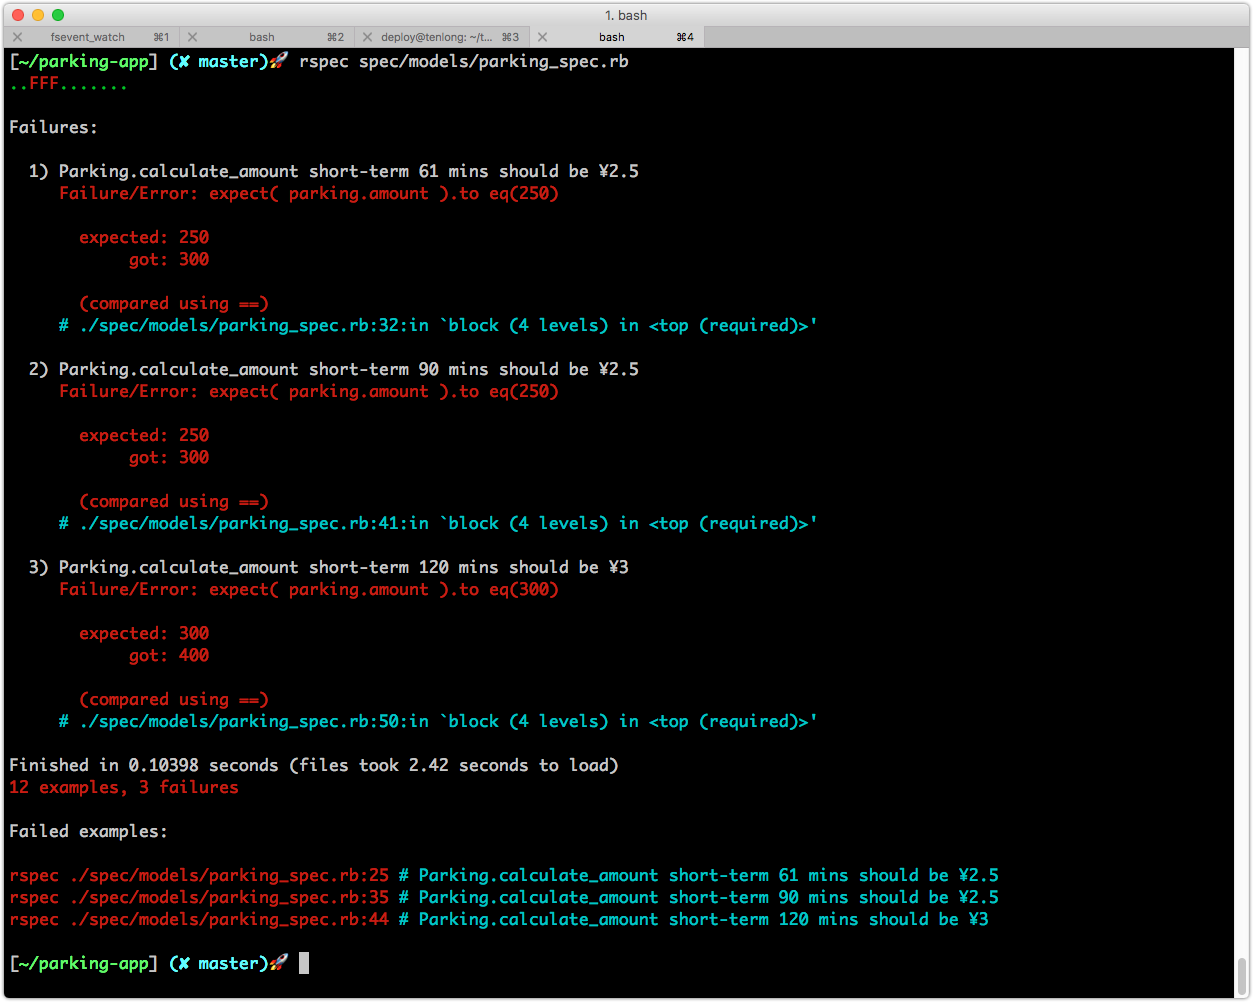 1. bash
fsevent_watch ⌘1 bash ⌘2 deploy@tenlong: ~/t... ⌘3 bash ⌘4
[~/parking-app] (✘ master)🚀 rspec spec/models/parking_spec.rb
..FFF.......
Failures:
1) Parking.calculate_amount short-term 61 mins should be ¥2.5
Failure/Error: expect( parking.amount ).to eq(250)
expected: 250
got: 300
(compared using ==)
# ./spec/models/parking_spec.rb:32:in `block (4 levels) in <top (required)>'
2) Parking.calculate_amount short-term 90 mins should be ¥2.5
Failure/Error: expect( parking.amount ).to eq(250)
expected: 250
got: 300
(compared using ==)
# ./spec/models/parking_spec.rb:41:in `block (4 levels) in <top (required)>'
3) Parking.calculate_amount short-term 120 mins should be ¥3
Failure/Error: expect( parking.amount ).to eq(300)
expected: 300
got: 400
(compared using ==)
# ./spec/models/parking_spec.rb:50:in `block (4 levels) in <top (required)>'
Finished in 0.10398 seconds (files took 2.42 seconds to load)
12 examples, 3 failures
Failed examples:
rspec ./spec/models/parking_spec.rb:25 # Parking.calculate_amount short-term 61 mins should be ¥2.5
rspec ./spec/models/parking_spec.rb:35 # Parking.calculate_amount short-term 90 mins should be ¥2.5
rspec ./spec/models/parking_spec.rb:44 # Parking.calculate_amount short-term 120 mins should be ¥3
[~/parking-app] (✘ master)🚀